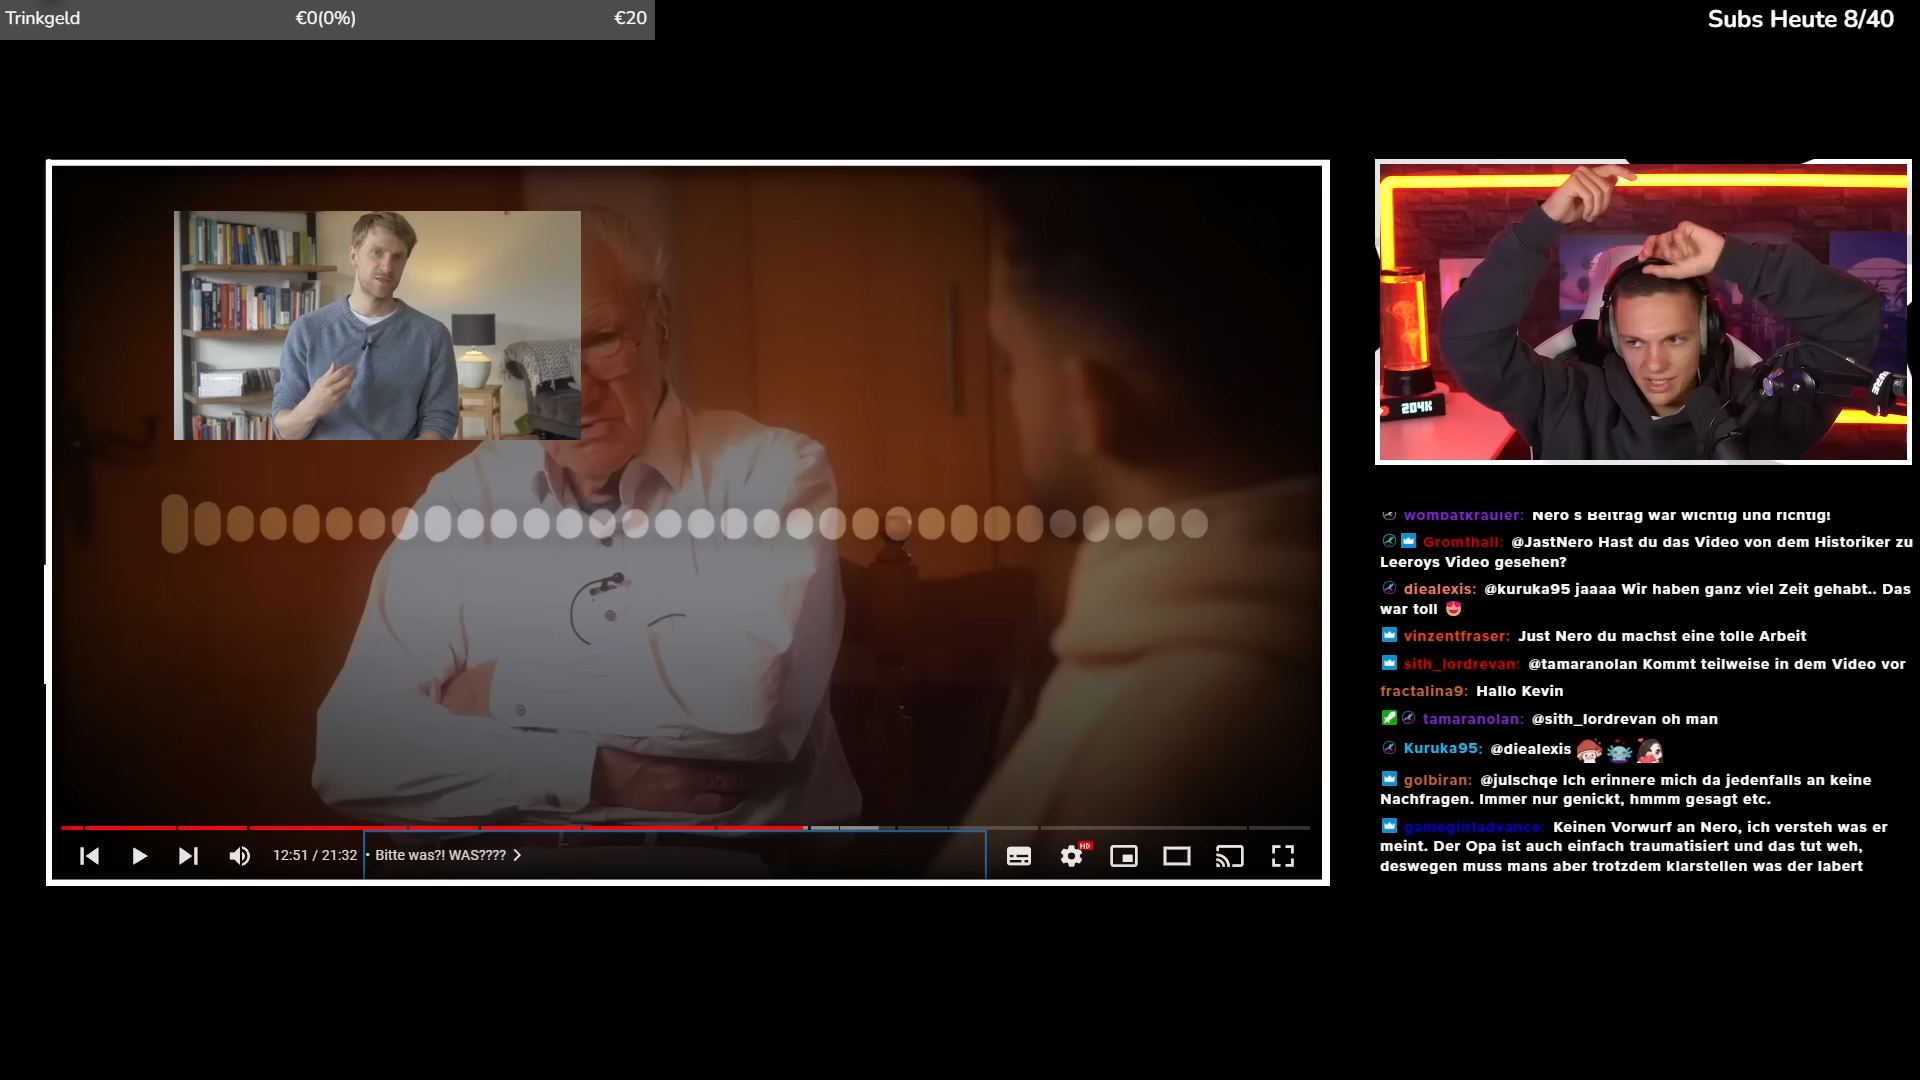 Trinkgeld €0(0%) €20
Subs Heute 8/40
204K
wombatkrauler: Nero s Beitrag war wichtig und richtig!
Gromthall: @JastNero Hast du das Video von dem Historiker zu
Leeroys Video gesehen?
diealexis: @kuruka95 jaaaa Wir haben ganz viel Zeit gehabt.. Das
war toll
vinzentfraser: Just Nero du machst eine tolle Arbeit
sith_lordrevan: @tamaranolan Kommt teilweise in dem Video vor
fractalina9: Hallo Kevin
tamaranolan: @sith_lordrevan oh man
Kuruka95: @diealexis
golbiran: @julschqe Ich erinnere mich da jedenfalls an keine
Nachfragen. Immer nur genickt, hmmm gesagt etc.
gamegiirladvance: Keinen Vorwurf an Nero, ich versteh was er
meint. Der Opa ist auch einfach traumatisiert und das tut weh,
deswegen muss mans aber trotzdem klarstellen was der labert
12:51 / 21:32 • Bitte was?! WAS????
HD